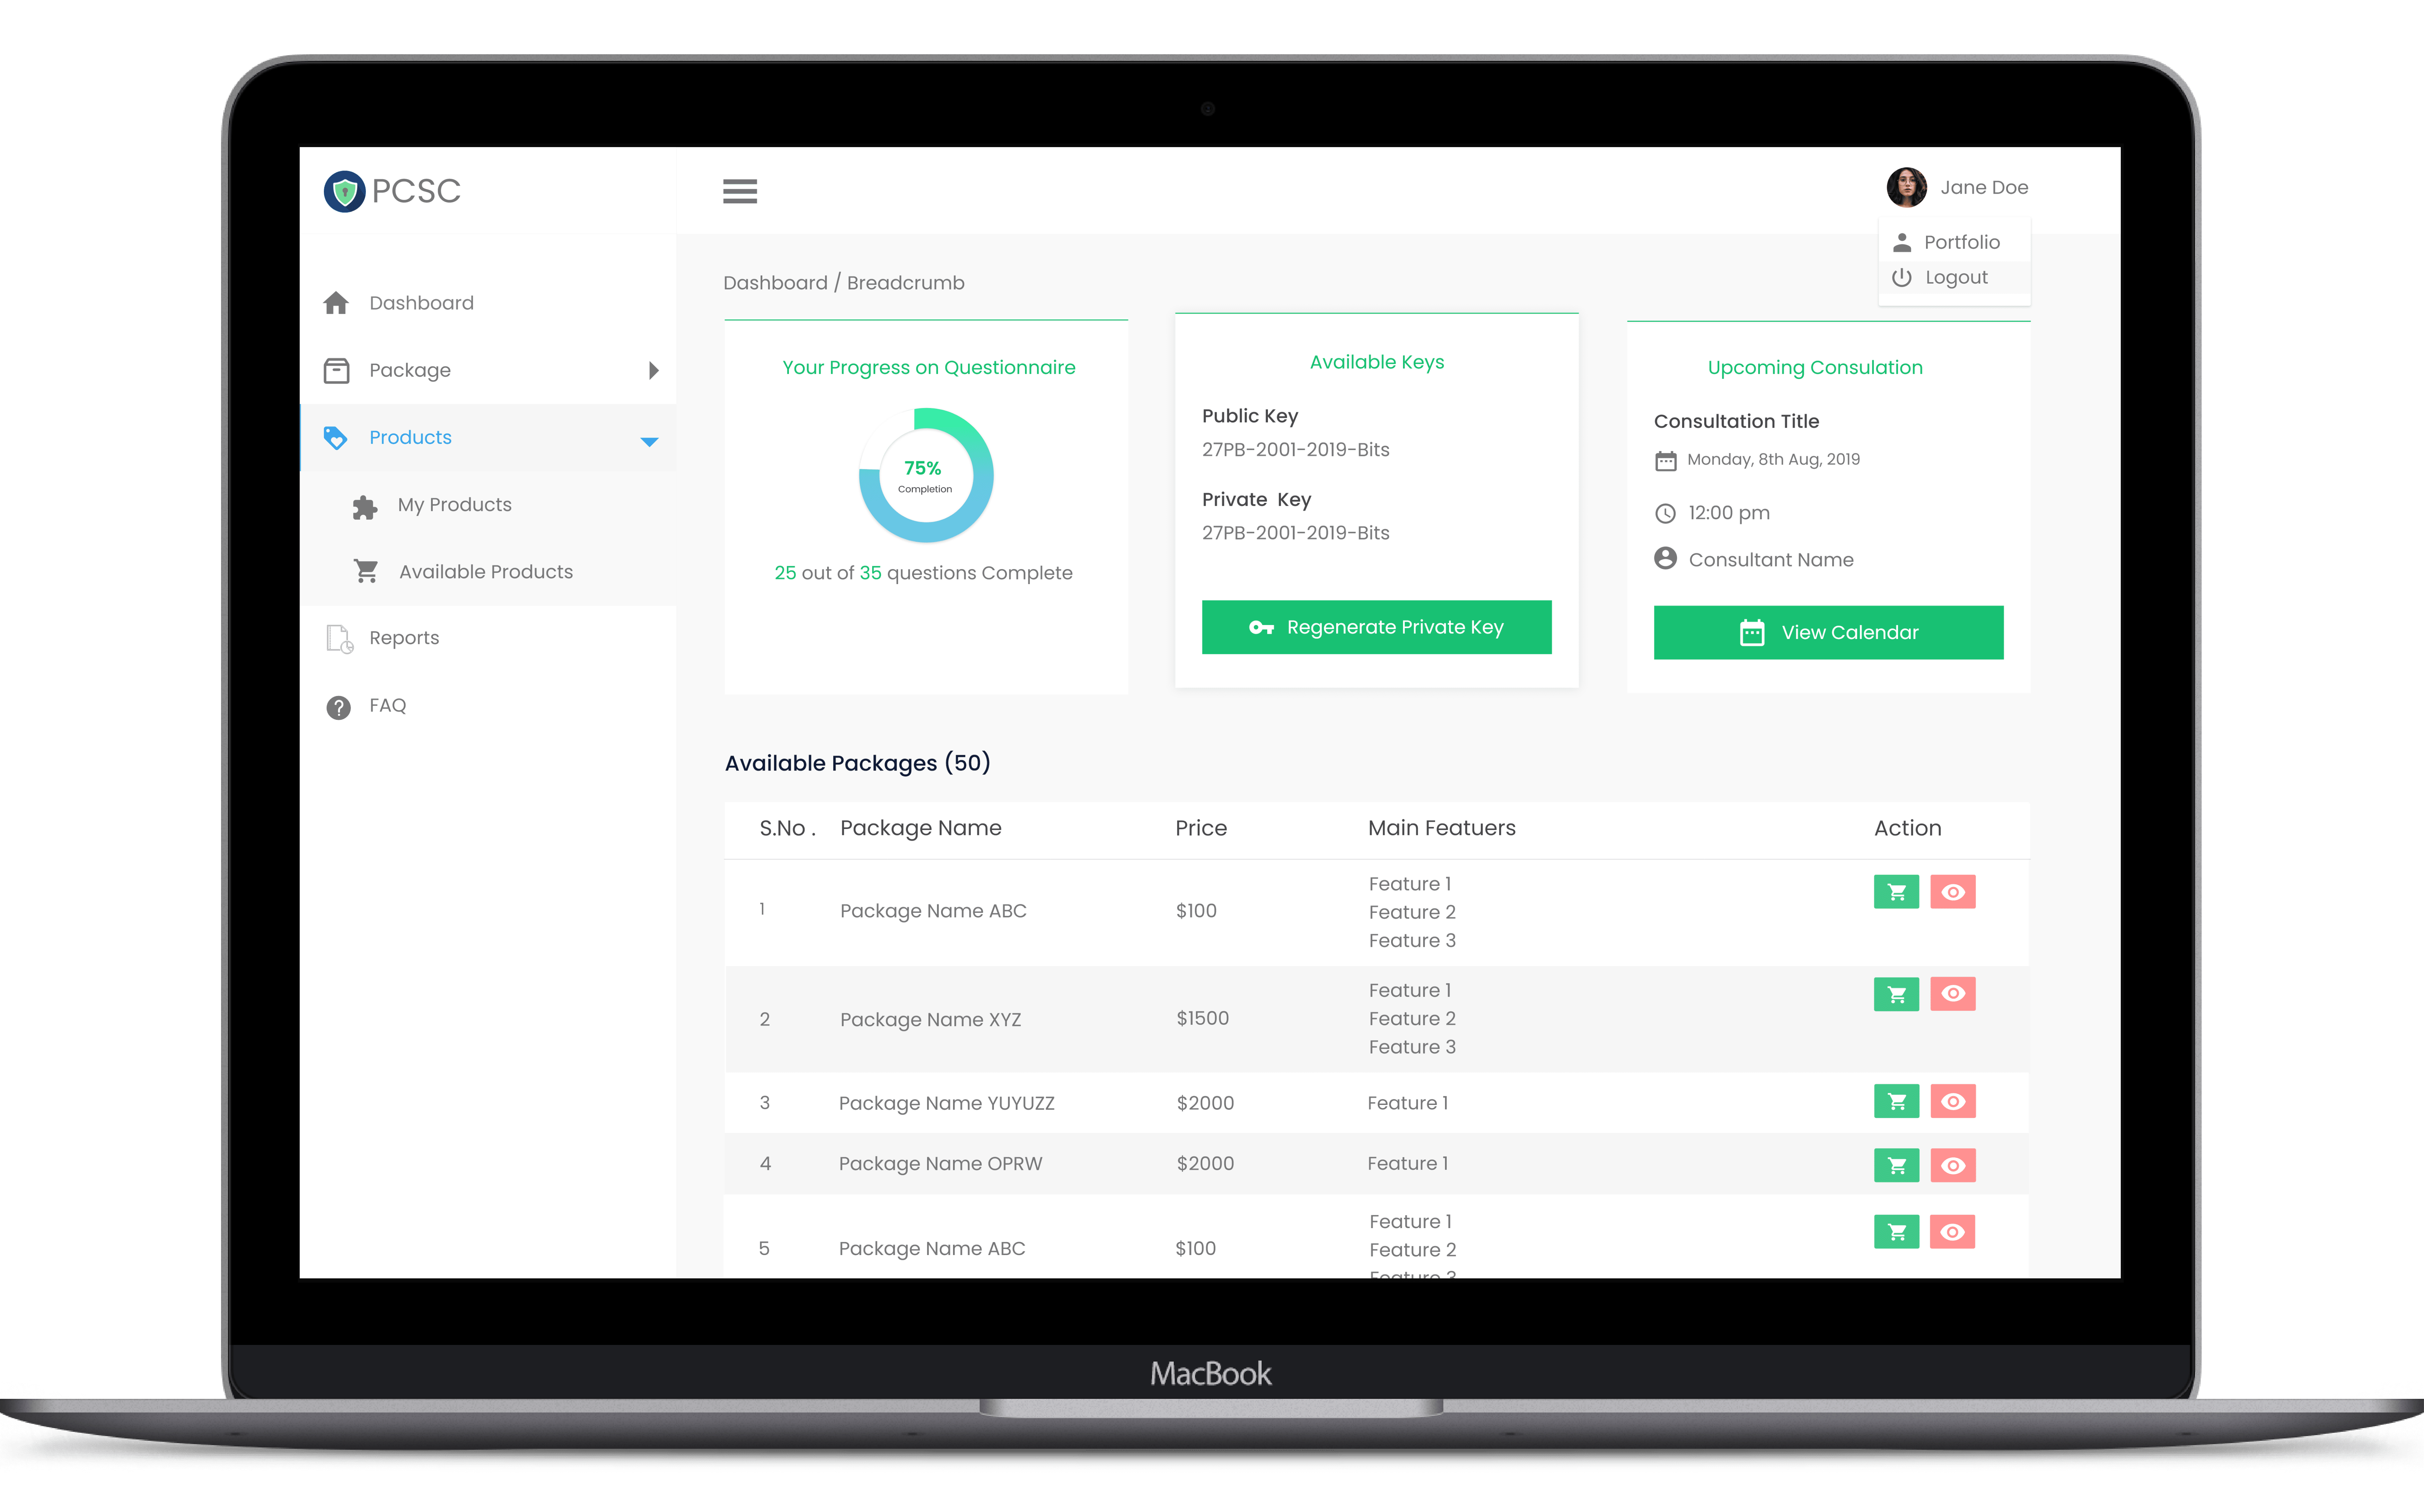 PCSC
Jane Doe
Portfolio
Logout
Dashboard
Package
Products
My Products
Available Products
Reports
FAQ
Dashboard / Breadcrumb
Your Progress on Questionnaire
75%
Completion
25 out of 35 questions Complete
Available Keys
Public Key
27PB-2001-2019-Bits
Private Key
27PB-2001-2019-Bits
Regenerate Private Key
Upcoming Consulation
Consultation Title
Monday, 8th Aug, 2019
12:00 pm
Consultant Name
View Calendar
Available Packages (50)
S.No . Package Name Price Main Featuers Action
1 Package Name ABC $100 Feature 1
Feature 2
Feature 3
2 Package Name XYZ $1500 Feature 1
Feature 2
Feature 3
3 Package Name YUYUZZ $2000 Feature 1
4 Package Name OPRW $2000 Feature 1
5 Package Name ABC $100 Feature 1
Feature 2
Feature 3
MacBook